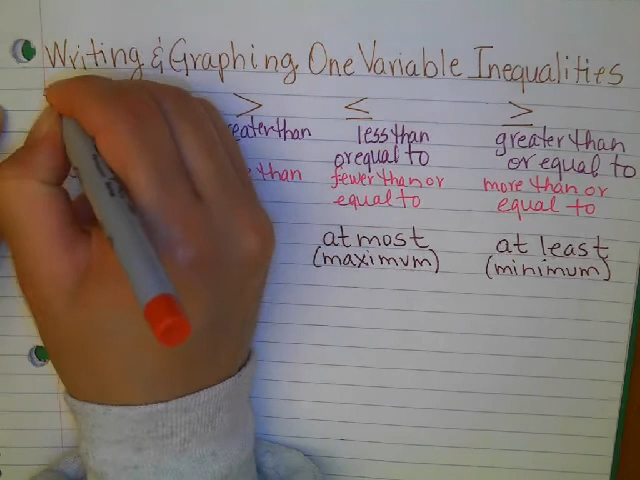 Writing & Graphing One Variable Inequalities
> ≤ ≥
eater than less than greater than
or equal to or equal to
than fewer than or more than or
equal to equal to
at most at least
(maximum) (minimum)